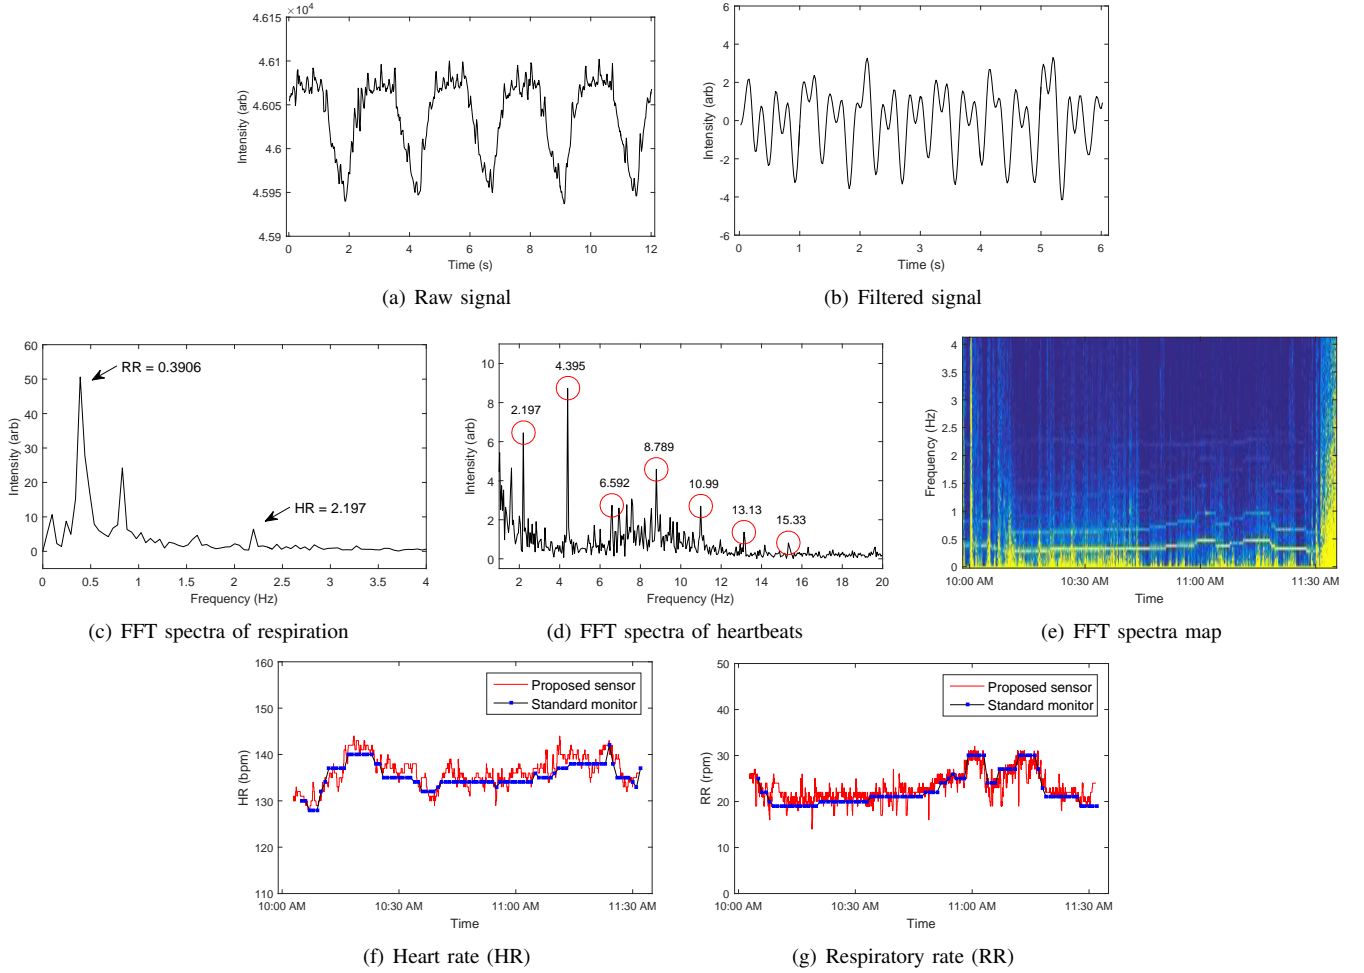 ×10⁴
4.615
4.61
4.605
4.6
4.595
4.59
Intensity (arb)
0 2 4 6 8 10 12
Time (s)
(a) Raw signal
6
4
2
0
-2
-4
-6
Intensity (arb)
0 1 2 3 4 5 6
Time (s)
(b) Filtered signal
60
50
40
30
20
10
0
Intensity (arb)
RR = 0.3906
HR = 2.197
0 0.5 1 1.5 2 2.5 3 3.5 4
Frequency (Hz)
(c) FFT spectra of respiration
10
8
6
4
2
0
Intensity (arb)
2.197
4.395
6.592
8.789
10.99
13.13
15.33
2 4 6 8 10 12 14 16 18 20
Frequency (Hz)
(d) FFT spectra of heartbeats
4
3.5
3
2.5
2
1.5
1
0.5
0
Frequency (Hz)
10:00 AM 10:30 AM 11:00 AM 11:30 AM
Time
(e) FFT spectra map
160
150
140
130
120
110
HR (bpm)
Proposed sensor
Standard monitor
10:00 AM 10:30 AM 11:00 AM 11:30 AM
Time
(f) Heart rate (HR)
50
40
30
20
10
0
RR (rpm)
Proposed sensor
Standard monitor
10:00 AM 10:30 AM 11:00 AM 11:30 AM
Time
(g) Respiratory rate (RR)